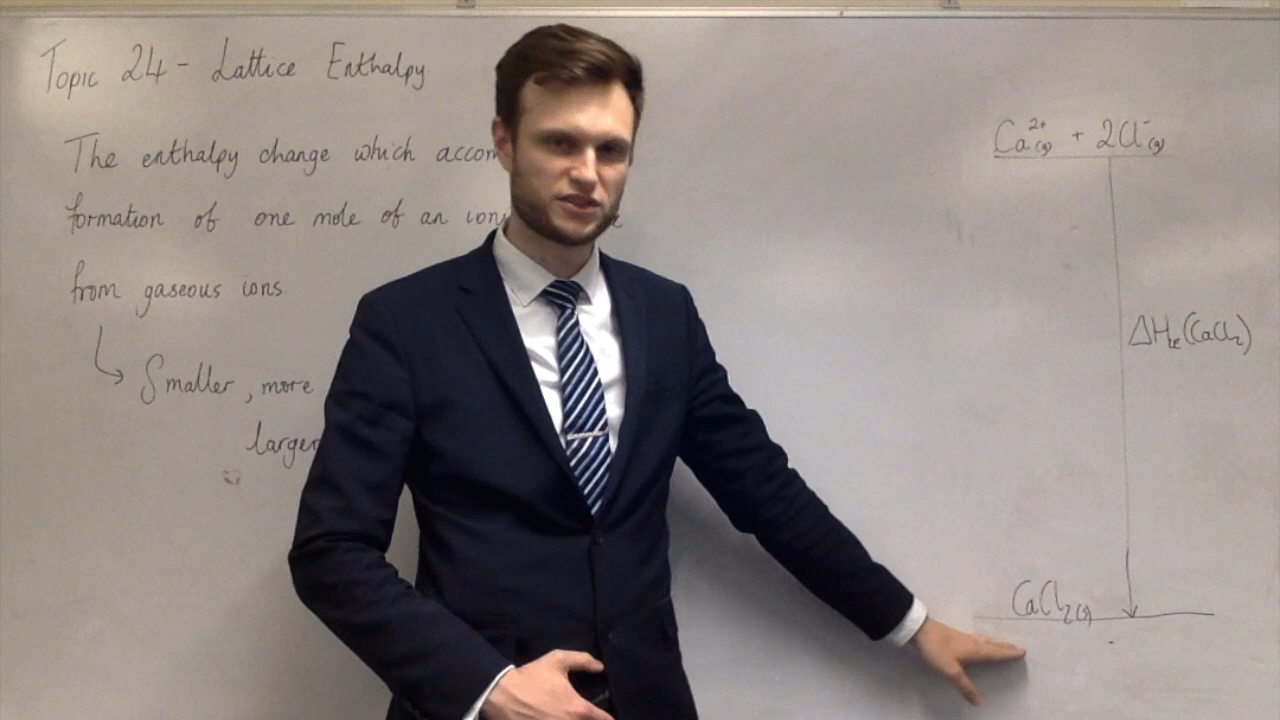 Topic 24 - Lattice Enthalpy
The enthalpy change which accom
formation of one mole of an ion
from gaseous ions
↳ Smaller, more
larger
Ca²⁺(g) + 2Cl⁻(g)
ΔH_LE(CaCl₂)
CaCl₂(s)